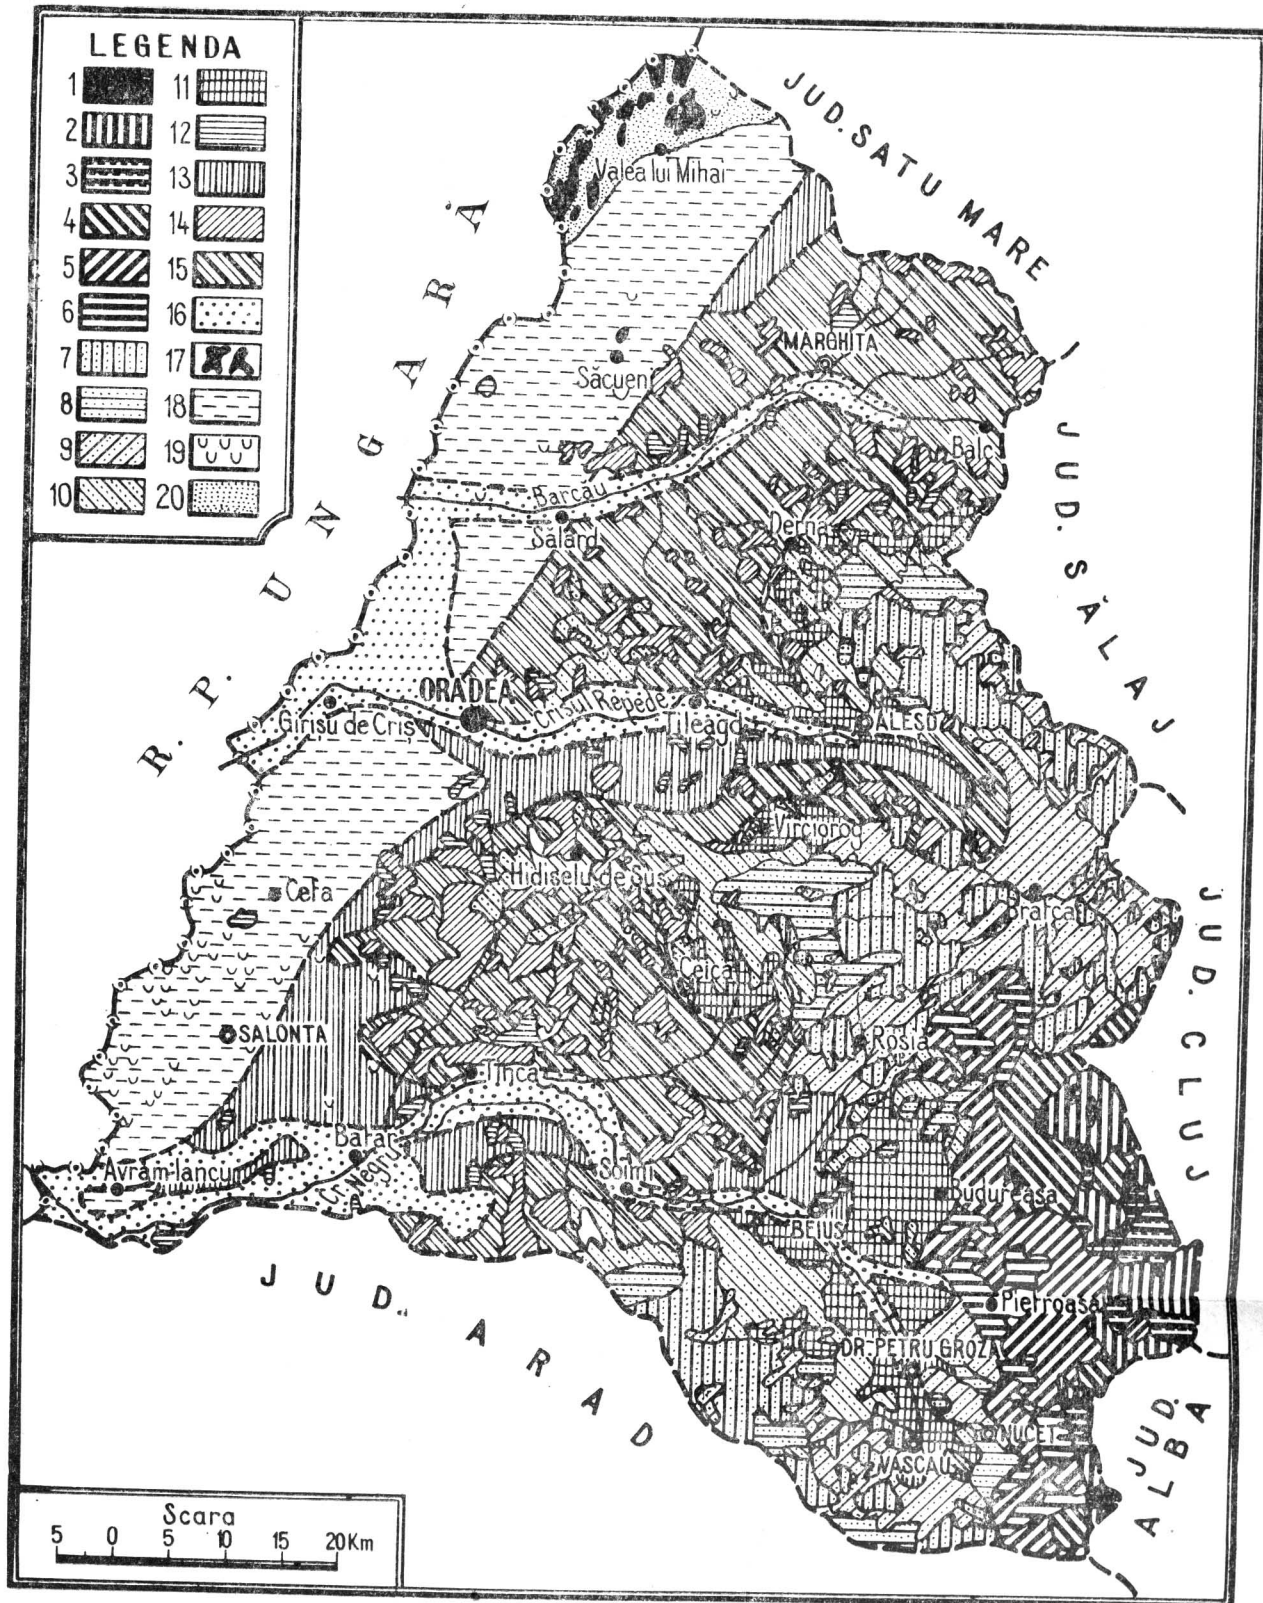 LEGENDA
1 11
2 12
3 13
4 14
5 15
6 16
7 17
8 18
9 19
10 20
JUD. SATU MARE
Valea lui Mihai
R. P. UNGARĂ
MARGHITA
Săcueni
Balc
JUD. SĂLAJ
Barcău
Sălard
Derna
ORADEA
Crișul Repede
Girișu de Criș
Tileagd
ALEȘD
Vîrciorog
Hidișelu de Sus
Cefa
Bratca
JUD. CLUJ
Ceica
SALONTA
Roșia
Tinca
Batăr
Avram Iancu
Cr. Negru
Șoimi
Budureasa
BEIUȘ
JUD. ARAD
Pietroasa
DR. PETRU GROZA
NUCET
VAȘCĂU
JUD. ALBA
Scara
5 0 5 10 15 20 Km